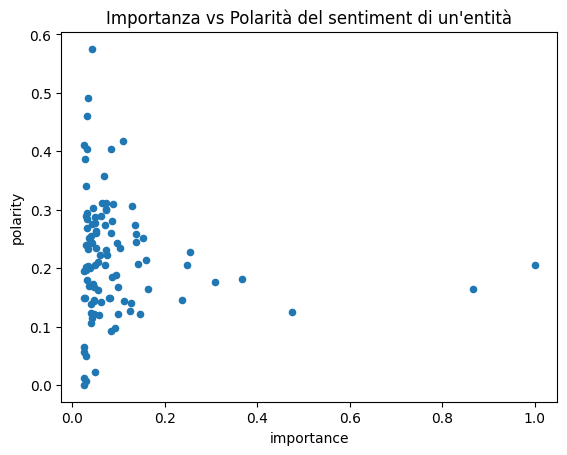 Importanza vs Polarità del sentiment di un'entità
0.6
0.5
0.4
0.3
0.2
0.1
0.0
polarity
0.0 0.2 0.4 0.6 0.8 1.0
importance